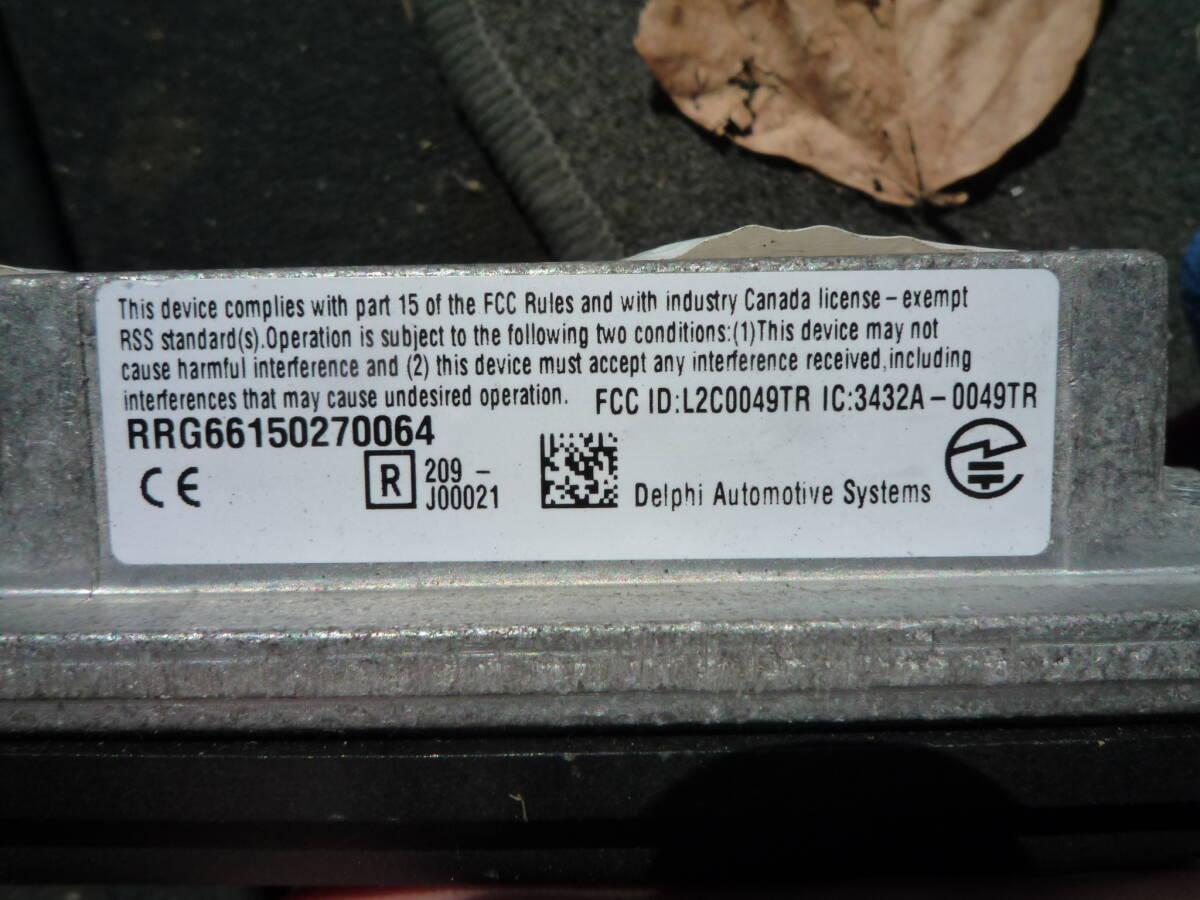 This device complies with part 15 of the FCC Rules and with industry Canada license – exempt
RSS standard(s).Operation is subject to the following two conditions:(1)This device may not
cause harmful interference and (2) this device must accept any interference received,including
interferences that may cause undesired operation. FCC ID:L2C0049TR IC:3432A – 0049TR
RRG66150270064
CE
R 209 –
J00021
Delphi Automotive Systems